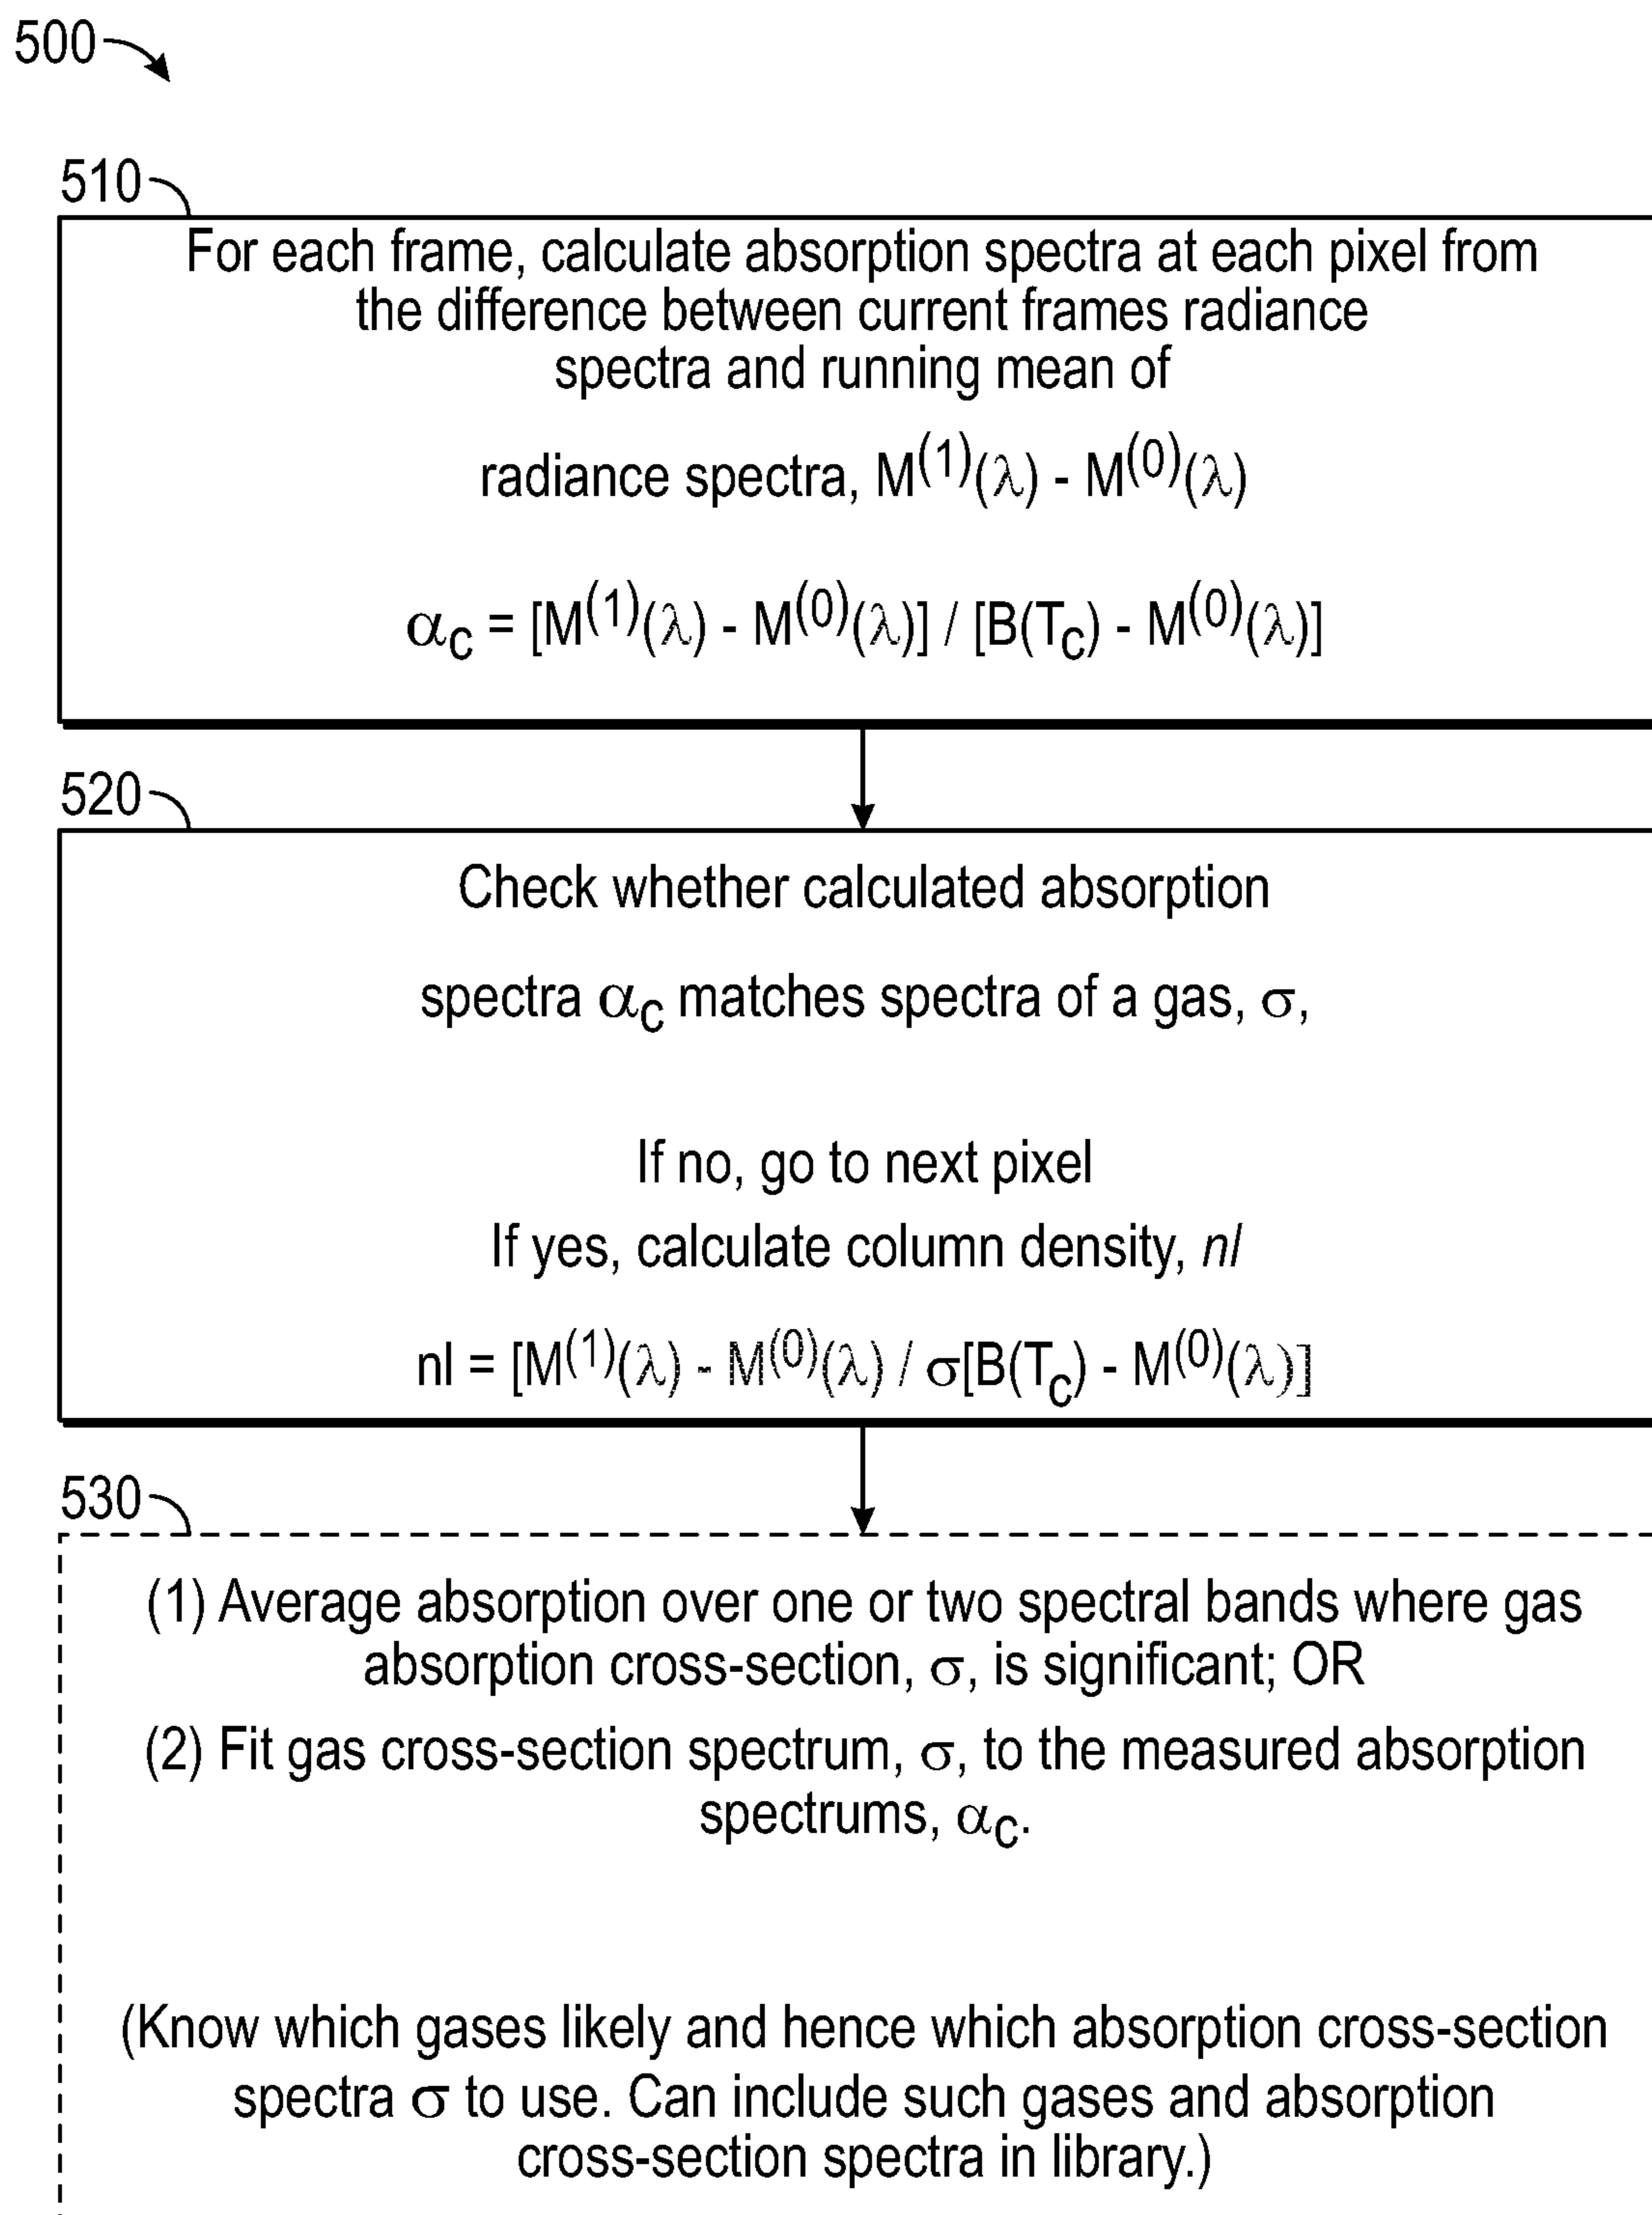 500
510
For each frame, calculate absorption spectra at each pixel from
the difference between current frames radiance
spectra and running mean of
radiance spectra, M(1)(λ) - M(0)(λ)
αC = [M(1)(λ) - M(0)(λ)] / [B(TC) - M(0)(λ)]
520
Check whether calculated absorption
spectra αC matches spectra of a gas, σ,
If no, go to next pixel
If yes, calculate column density, nl
nl = [M(1)(λ) - M(0)(λ) / σ[B(TC) - M(0)(λ)]
530
(1) Average absorption over one or two spectral bands where gas
absorption cross-section, σ, is significant; OR
(2) Fit gas cross-section spectrum, σ, to the measured absorption
spectrums, αC.
(Know which gases likely and hence which absorption cross-section
spectra σ to use. Can include such gases and absorption
cross-section spectra in library.)